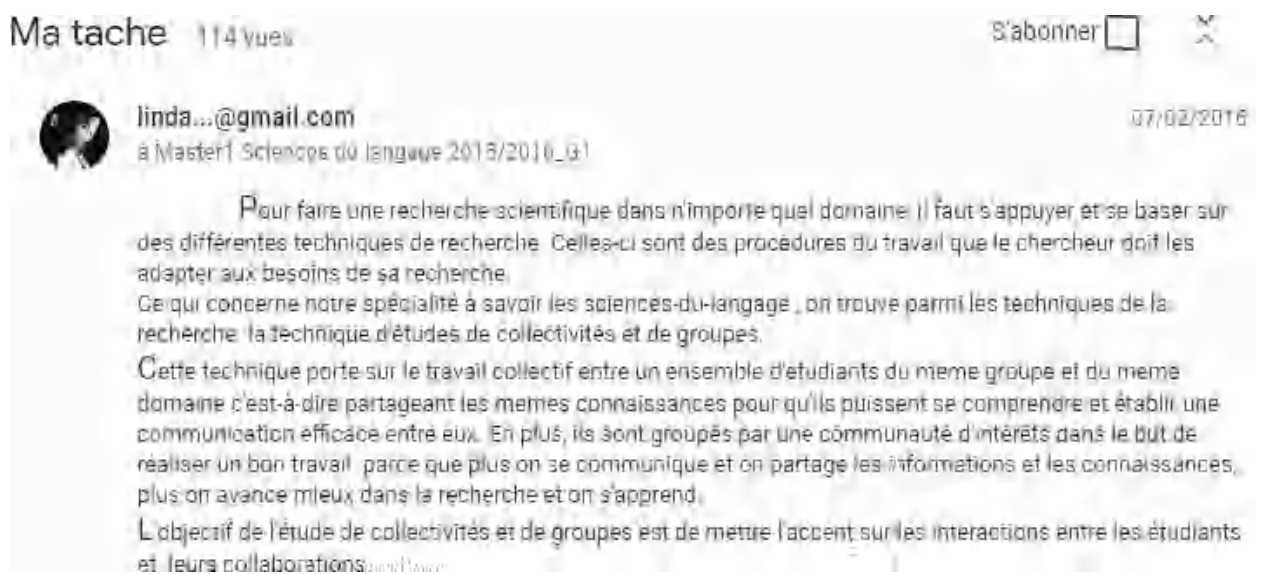 Ma tache 114 vues
S'abonner
linda...@gmail.com 07/02/2016
à Master1 Sciences du langaue 2015/2016_G1
Pour faire une recherche scientifique dans n'importe quel domaine, il faut s'appuyer et se baser sur
des différentes techniques de recherche. Celles-ci sont des procédures du travail que le chercheur doit les
adapter aux besoins de sa recherche.
Ce qui concerne notre spécialité à savoir les sciences-du-langage , on trouve parmi les techniques de la
recherche la technique d'études de collectivités et de groupes.
Cette technique porte sur le travail collectif entre un ensemble d'etudiants du meme groupe et du meme
domaine c'est-à-dire partageant les memes connaissances pour qu'ils puissent se comprendre et établir une
communication efficace entre eux. En plus, ils sont groupés par une communauté d'intérêts dans le but de
réaliser un bon travail parce que plus on se communique et on partage les informations et les connaissances,
plus on avance mieux dans la recherche et on s'apprend.
L'objectif de l'étude de collectivités et de groupes est de mettre l'accent sur les interactions entre les étudiants
et leurs collaborations